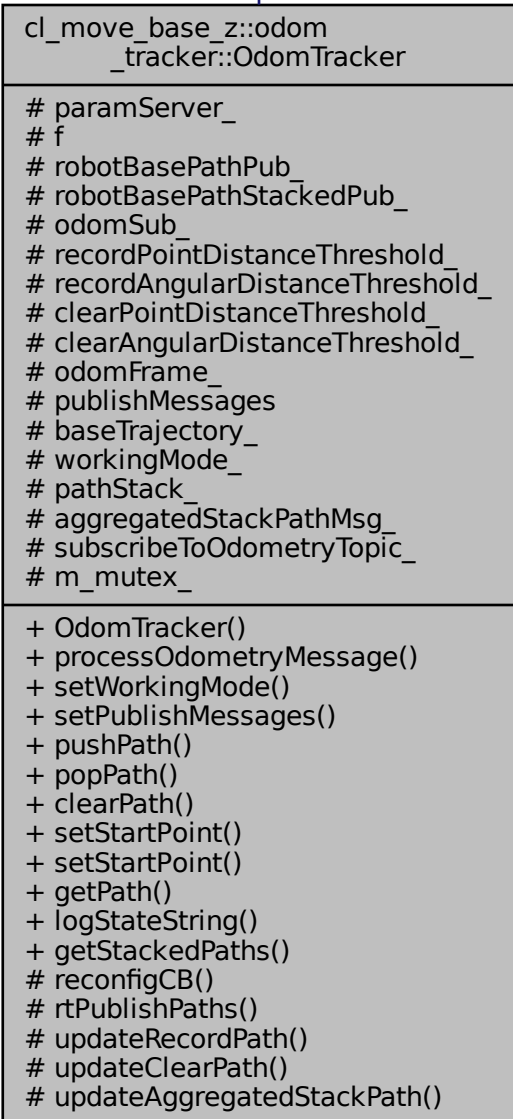 cl_move_base_z::odom
_tracker::OdomTracker
# paramServer_
# f
# robotBasePathPub_
# robotBasePathStackedPub_
# odomSub_
# recordPointDistanceThreshold_
# recordAngularDistanceThreshold_
# clearPointDistanceThreshold_
# clearAngularDistanceThreshold_
# odomFrame_
# publishMessages
# baseTrajectory_
# workingMode_
# pathStack_
# aggregatedStackPathMsg_
# subscribeToOdometryTopic_
# m_mutex_
+ OdomTracker()
+ processOdometryMessage()
+ setWorkingMode()
+ setPublishMessages()
+ pushPath()
+ popPath()
+ clearPath()
+ setStartPoint()
+ setStartPoint()
+ getPath()
+ logStateString()
+ getStackedPaths()
# reconfigCB()
# rtPublishPaths()
# updateRecordPath()
# updateClearPath()
# updateAggregatedStackPath()